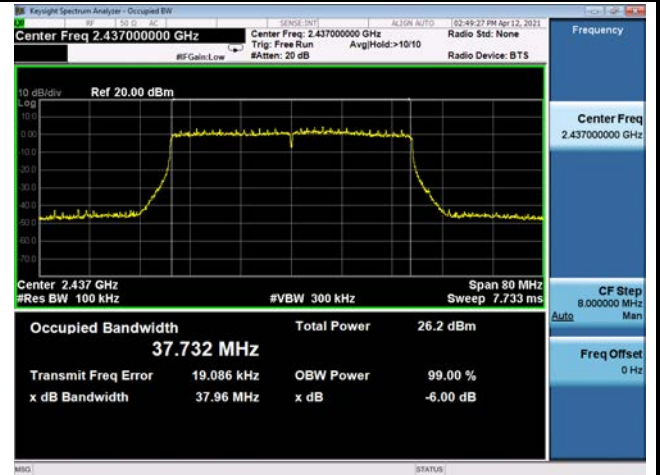 Keysight Spectrum Analyzer - Occupied BW
RF 50 Ω AC SENSE:INT ALIGN AUTO 02:49:27 PM Apr 12, 2021
Center Freq 2.437000000 GHz
Center Freq: 2.437000000 GHz
Radio Std: None
Trig: Free Run Avg|Hold:>10/10
#IFGain:Low #Atten: 20 dB Radio Device: BTS
Frequency
10 dB/div Ref 20.00 dBm
Log
10.0
0.00
-10.0
-20.0
-30.0
-40.0
-50.0
-60.0
-70.0
Center 2.437 GHz Span 80 MHz
#Res BW 100 kHz #VBW 300 kHz Sweep 7.733 ms
Occupied Bandwidth Total Power 26.2 dBm
37.732 MHz
Transmit Freq Error 19.086 kHz OBW Power 99.00 %
x dB Bandwidth 37.96 MHz x dB -6.00 dB
Center Freq
2.437000000 GHz
CF Step
8.000000 MHz
Auto Man
Freq Offset
0 Hz
MSG STATUS